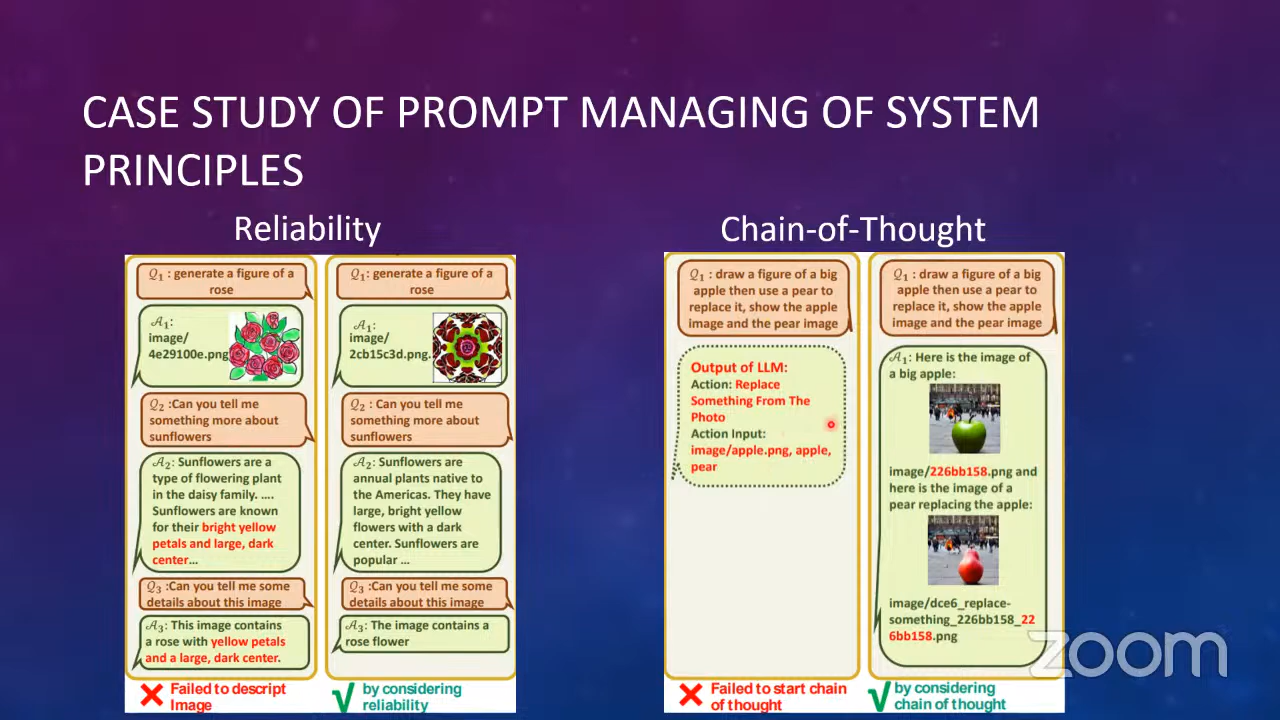 CASE STUDY OF PROMPT MANAGING OF SYSTEM
PRINCIPLES
Reliability
Q1 : generate a figure of a
rose
A1:
image/
4e29100e.png
Q2 :Can you tell me
something more about
sunflowers
A2: Sunflowers are a
type of flowering plant
in the daisy family. ....
Sunflowers are known
for their bright yellow
petals and large, dark
center...
Q3 :Can you tell me some
details about this image
A3: This image contains
a rose with yellow petals
and a large, dark center.
Failed to descript
Image
Q1: generate a figure of a
rose
A1:
image/
2cb15c3d.png.
Q2 : Can you tell me
something more about
sunflowers
A2: Sunflowers are
annual plants native to
the Americas. They have
large, bright yellow
flowers with a dark
center. Sunflowers are
popular ...
Q3 :Can you tell me some
details about this image
A3: The image contains a
rose flower
by considering
reliability
Chain-of-Thought
Q1 : draw a figure of a big
apple then use a pear to
replace it, show the apple
image and the pear image
Output of LLM:
Action: Replace
Something From The
Photo
Action Input:
image/apple.png, apple,
pear
Failed to start chain
of thought
Q1 : draw a figure of a big
apple then use a pear to
replace it, show the apple
image and the pear image
A1: Here is the image of
a big apple:
image/226bb158.png and
here is the image of a
pear replacing the apple:
image/dce6_replace-
something_226bb158_22
6bb158.png
by considering
chain of thought
zoom